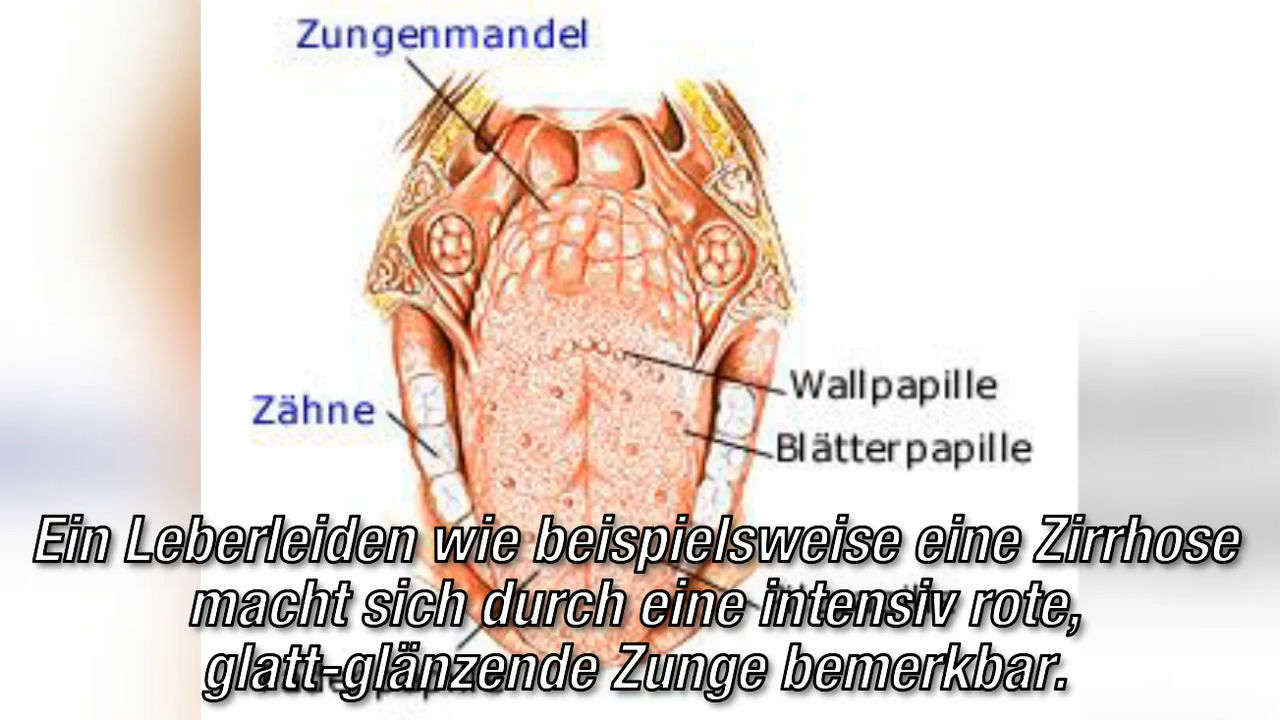 Zungenmandel
Wallpapille
Zähne
Blätterpapille
Ein Leberleiden wie beispielsweise eine Zirrhose
macht sich durch eine intensiv rote,
glatt-glänzende Zunge bemerkbar.